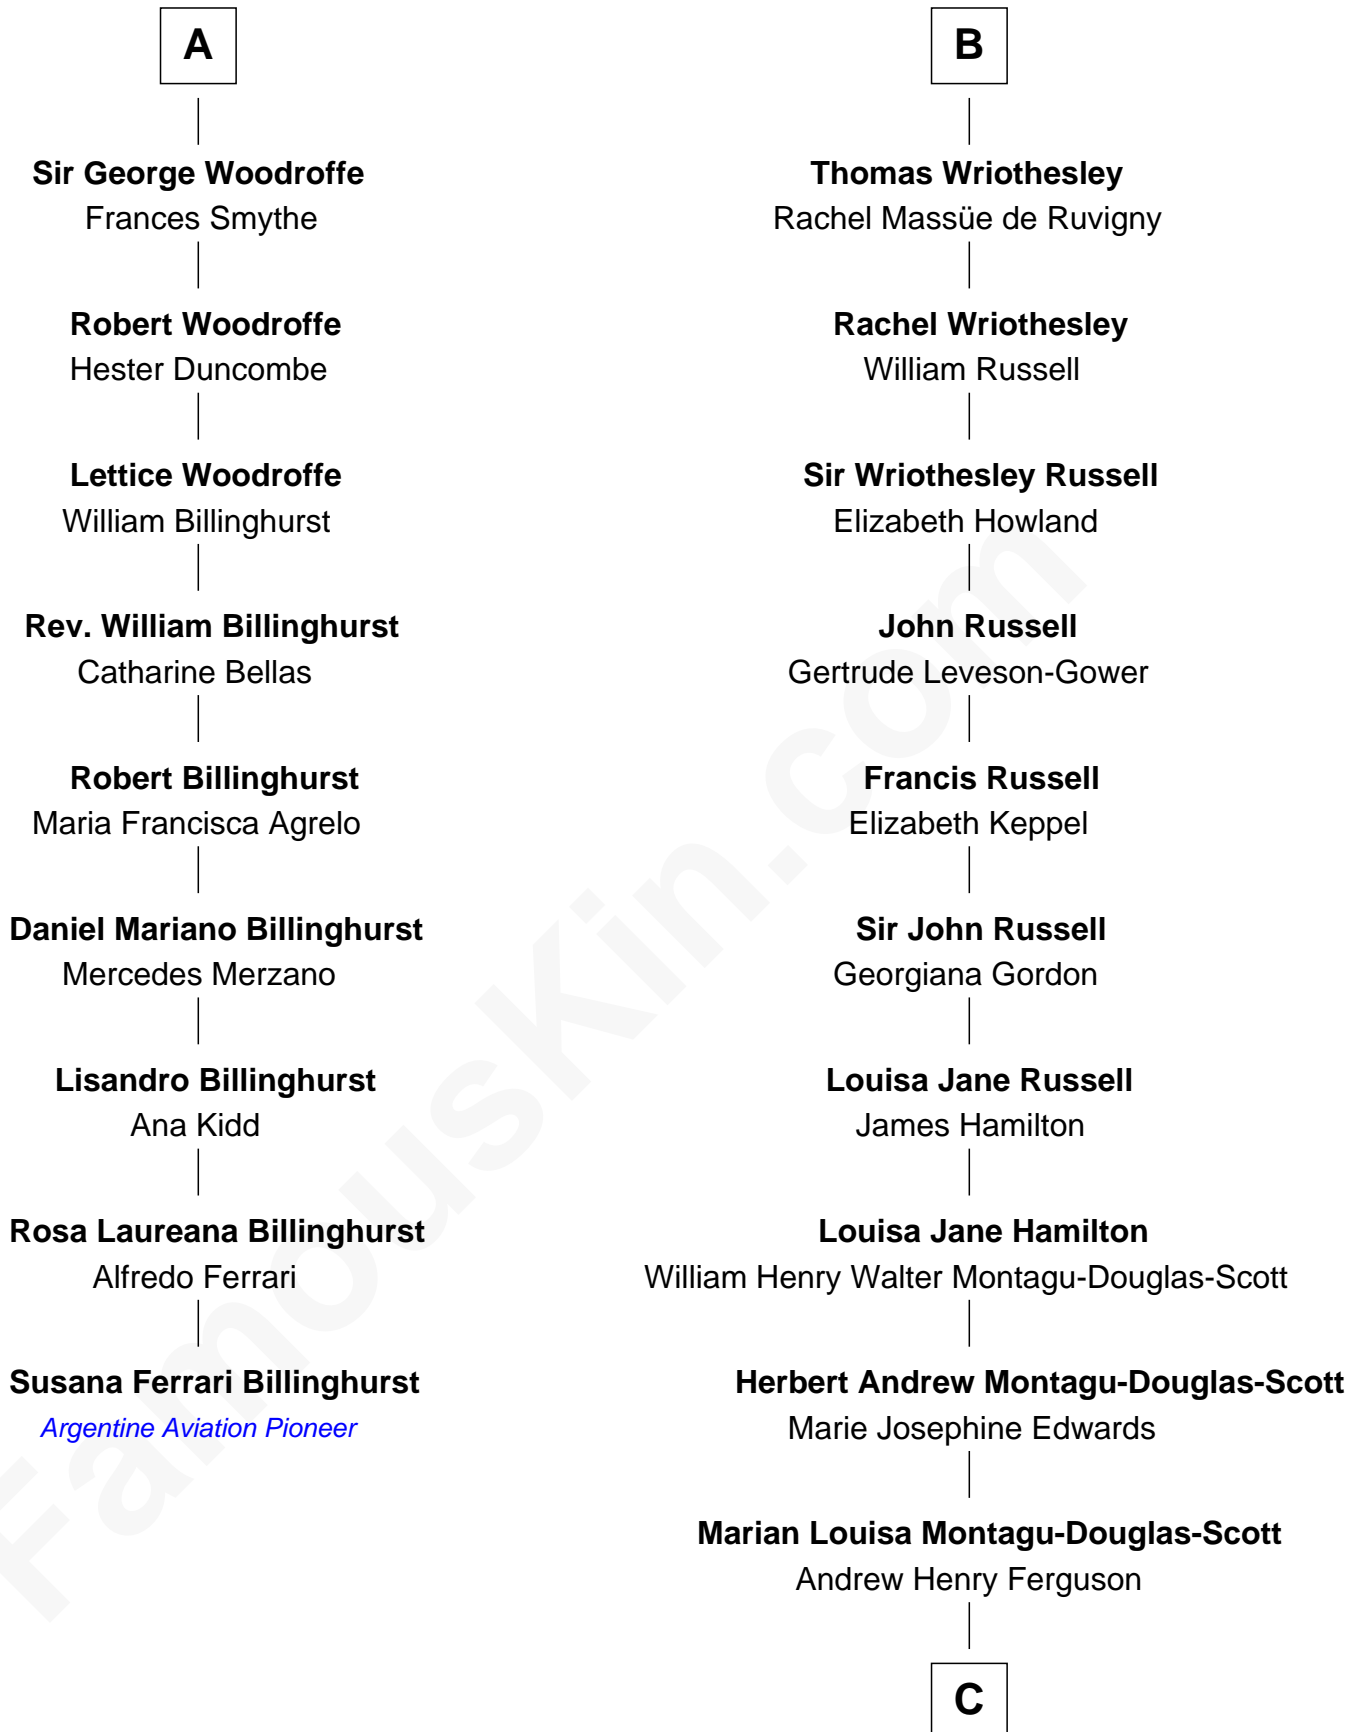 A
Sir George Woodroffe
Frances Smythe
Robert Woodroffe
Hester Duncombe
Lettice Woodroffe
William Billinghurst
Rev. William Billinghurst
Catharine Bellas
Robert Billinghurst
Maria Francisca Agrelo
Daniel Mariano Billinghurst
Mercedes Merzano
Lisandro Billinghurst
Ana Kidd
Rosa Laureana Billinghurst
Alfredo Ferrari
Susana Ferrari Billinghurst
Argentine Aviation Pioneer
B
Thomas Wriothesley
Rachel Massüe de Ruvigny
Rachel Wriothesley
William Russell
Sir Wriothesley Russell
Elizabeth Howland
John Russell
Gertrude Leveson-Gower
Francis Russell
Elizabeth Keppel
Sir John Russell
Georgiana Gordon
Louisa Jane Russell
James Hamilton
Louisa Jane Hamilton
William Henry Walter Montagu-Douglas-Scott
Herbert Andrew Montagu-Douglas-Scott
Marie Josephine Edwards
Marian Louisa Montagu-Douglas-Scott
Andrew Henry Ferguson
C
FamousKin.com